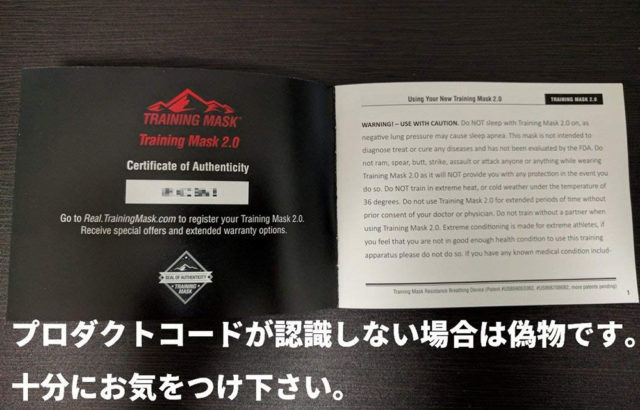 TRAINING MASK
Training Mask 2.0
Certificate of Authenticity
Go to Real.TrainingMask.com to register your Training Mask 2.0.
Receive special offers and extended warranty options.
SEAL OF AUTHENTICITY
TRAINING
MASK
Using Your New Training Mask 2.0
TRAINING MASK 2.0
WARNING! – USE WITH CAUTION. Do NOT sleep with Training Mask 2.0 on, as
negative lung pressure may cause sleep apnea. This mask is not intended to
diagnose treat or cure any diseases and has not been evaluated by the FDA. Do
not ram, spear, butt, strike, assault or attack anyone or anything while wearing
Training Mask 2.0 as it will NOT provide you with any protection in the event you
do so. Do NOT train in extreme heat, or cold weather under the temperature of
36 degrees. Do not use Training Mask 2.0 for extended periods of time without
prior consent of your doctor or physician. Do not train without a partner when
using Training Mask 2.0. Extreme conditioning is made for extreme athletes, if
you feel that you are not in good enough health condition to use this training
apparatus please do not do so. If you have any known medical condition includ-
Training Mask Resistance Breathing Device (Patent more patents pending)
1
プロダクトコードが認識しない場合は偽物です。
十分にお気をつけ下さい。